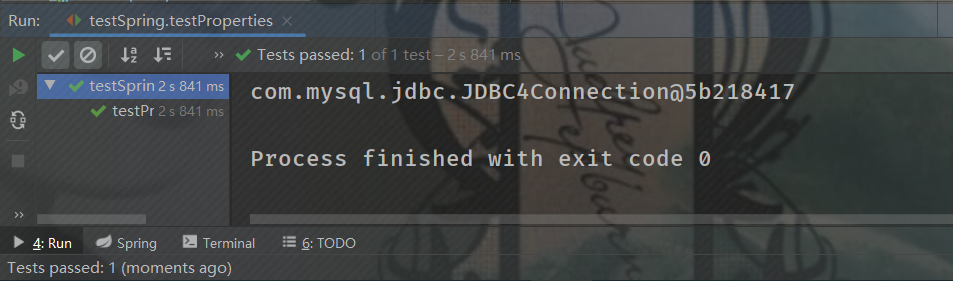 Run: testSpring.testProperties
Tests passed: 1 of 1 test – 2 s 841 ms
testSprin 2 s 841 ms
testPr 2 s 841 ms
com.mysql.jdbc.JDBC4Connection@5b218417
Process finished with exit code 0
4: Run Spring Terminal 6: TODO
Tests passed: 1 (moments ago)